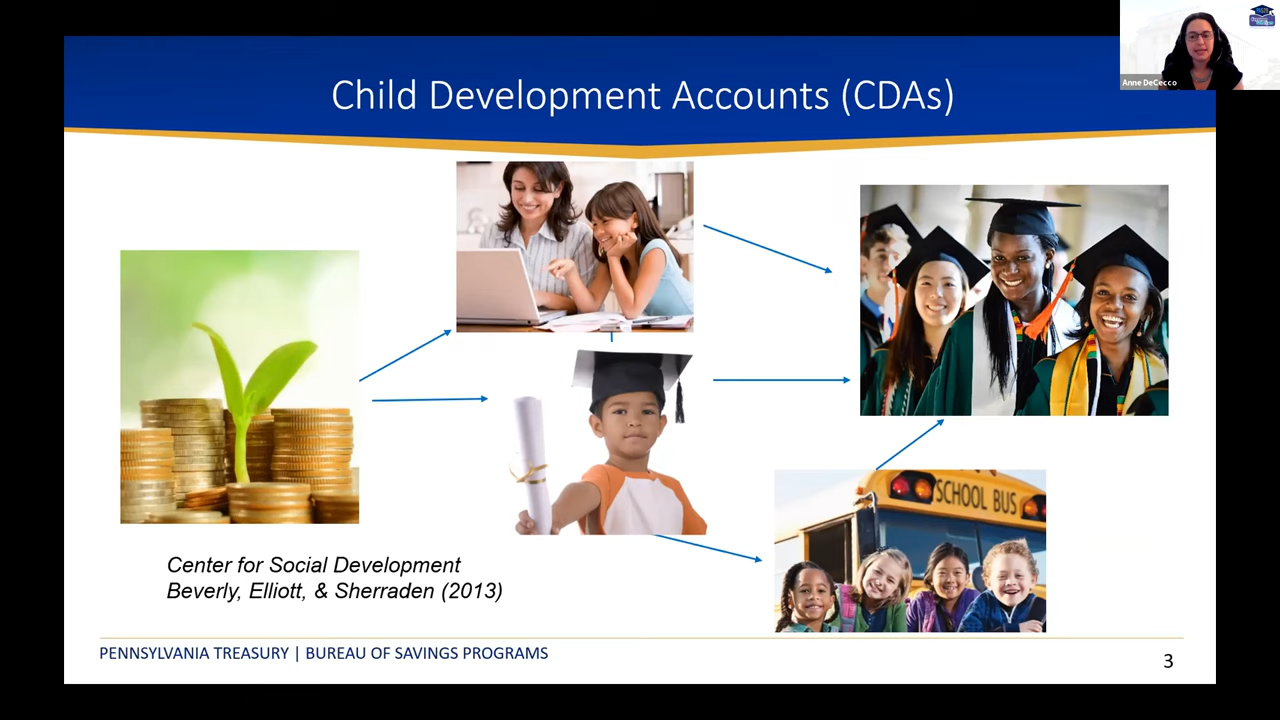 Child Development Accounts (CDAs)
Anne DeCecco
SCHOOL BUS
Center for Social Development
Beverly, Elliott, & Sherraden (2013)
PENNSYLVANIA TREASURY | BUREAU OF SAVINGS PROGRAMS
3